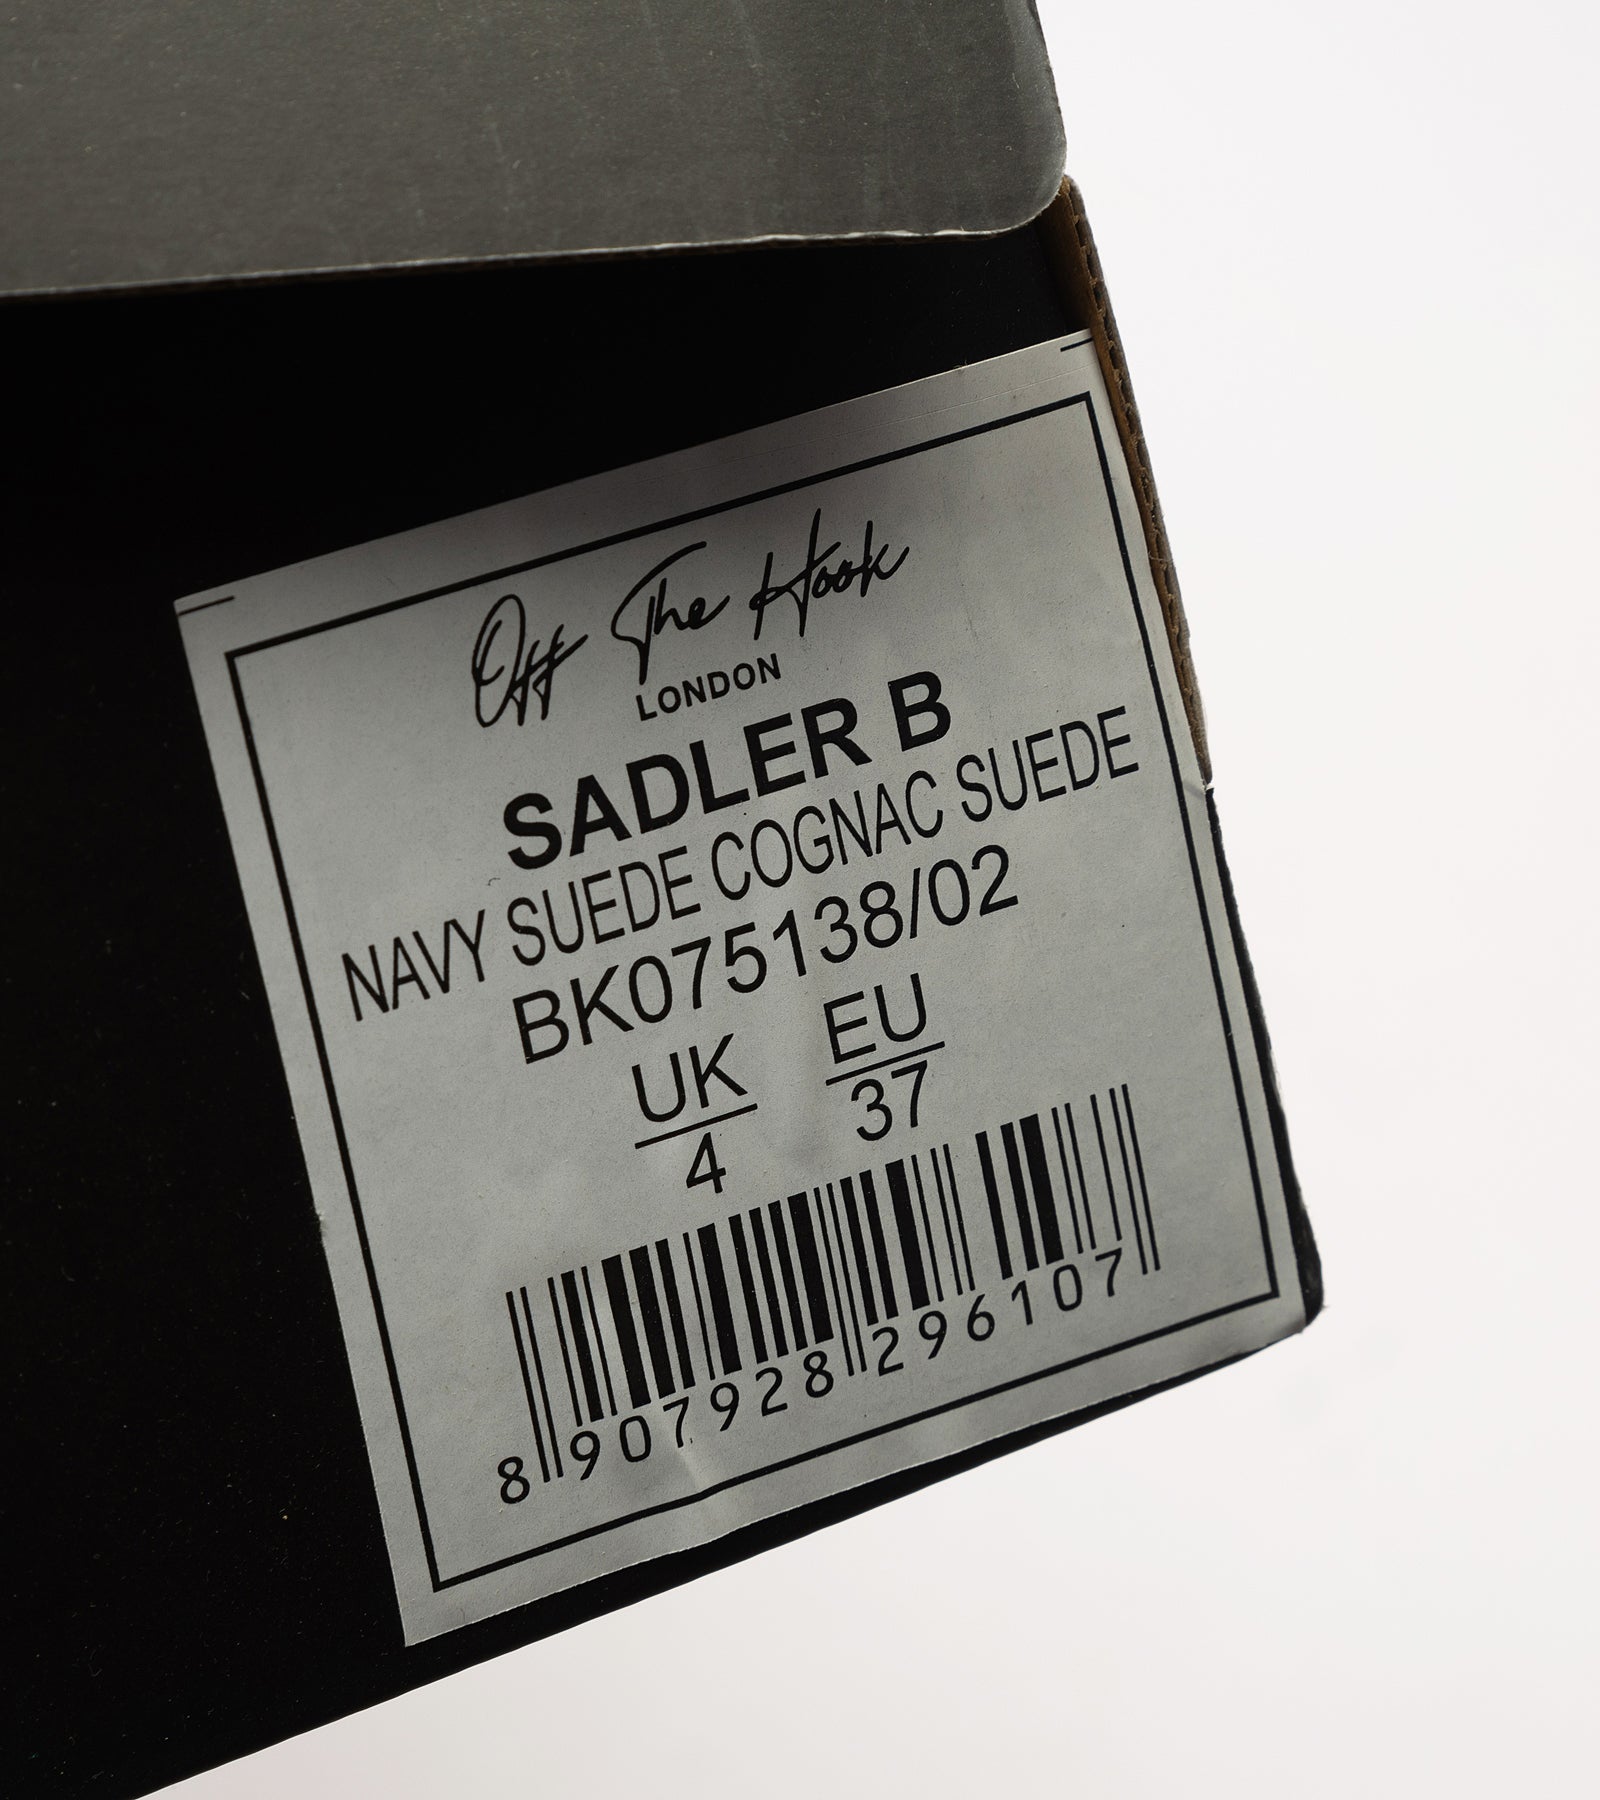 Off The Hook
LONDON
SADLER B
NAVY SUEDE COGNAC SUEDE
BK075138/02
UK EU
4 37
8 907928 296107